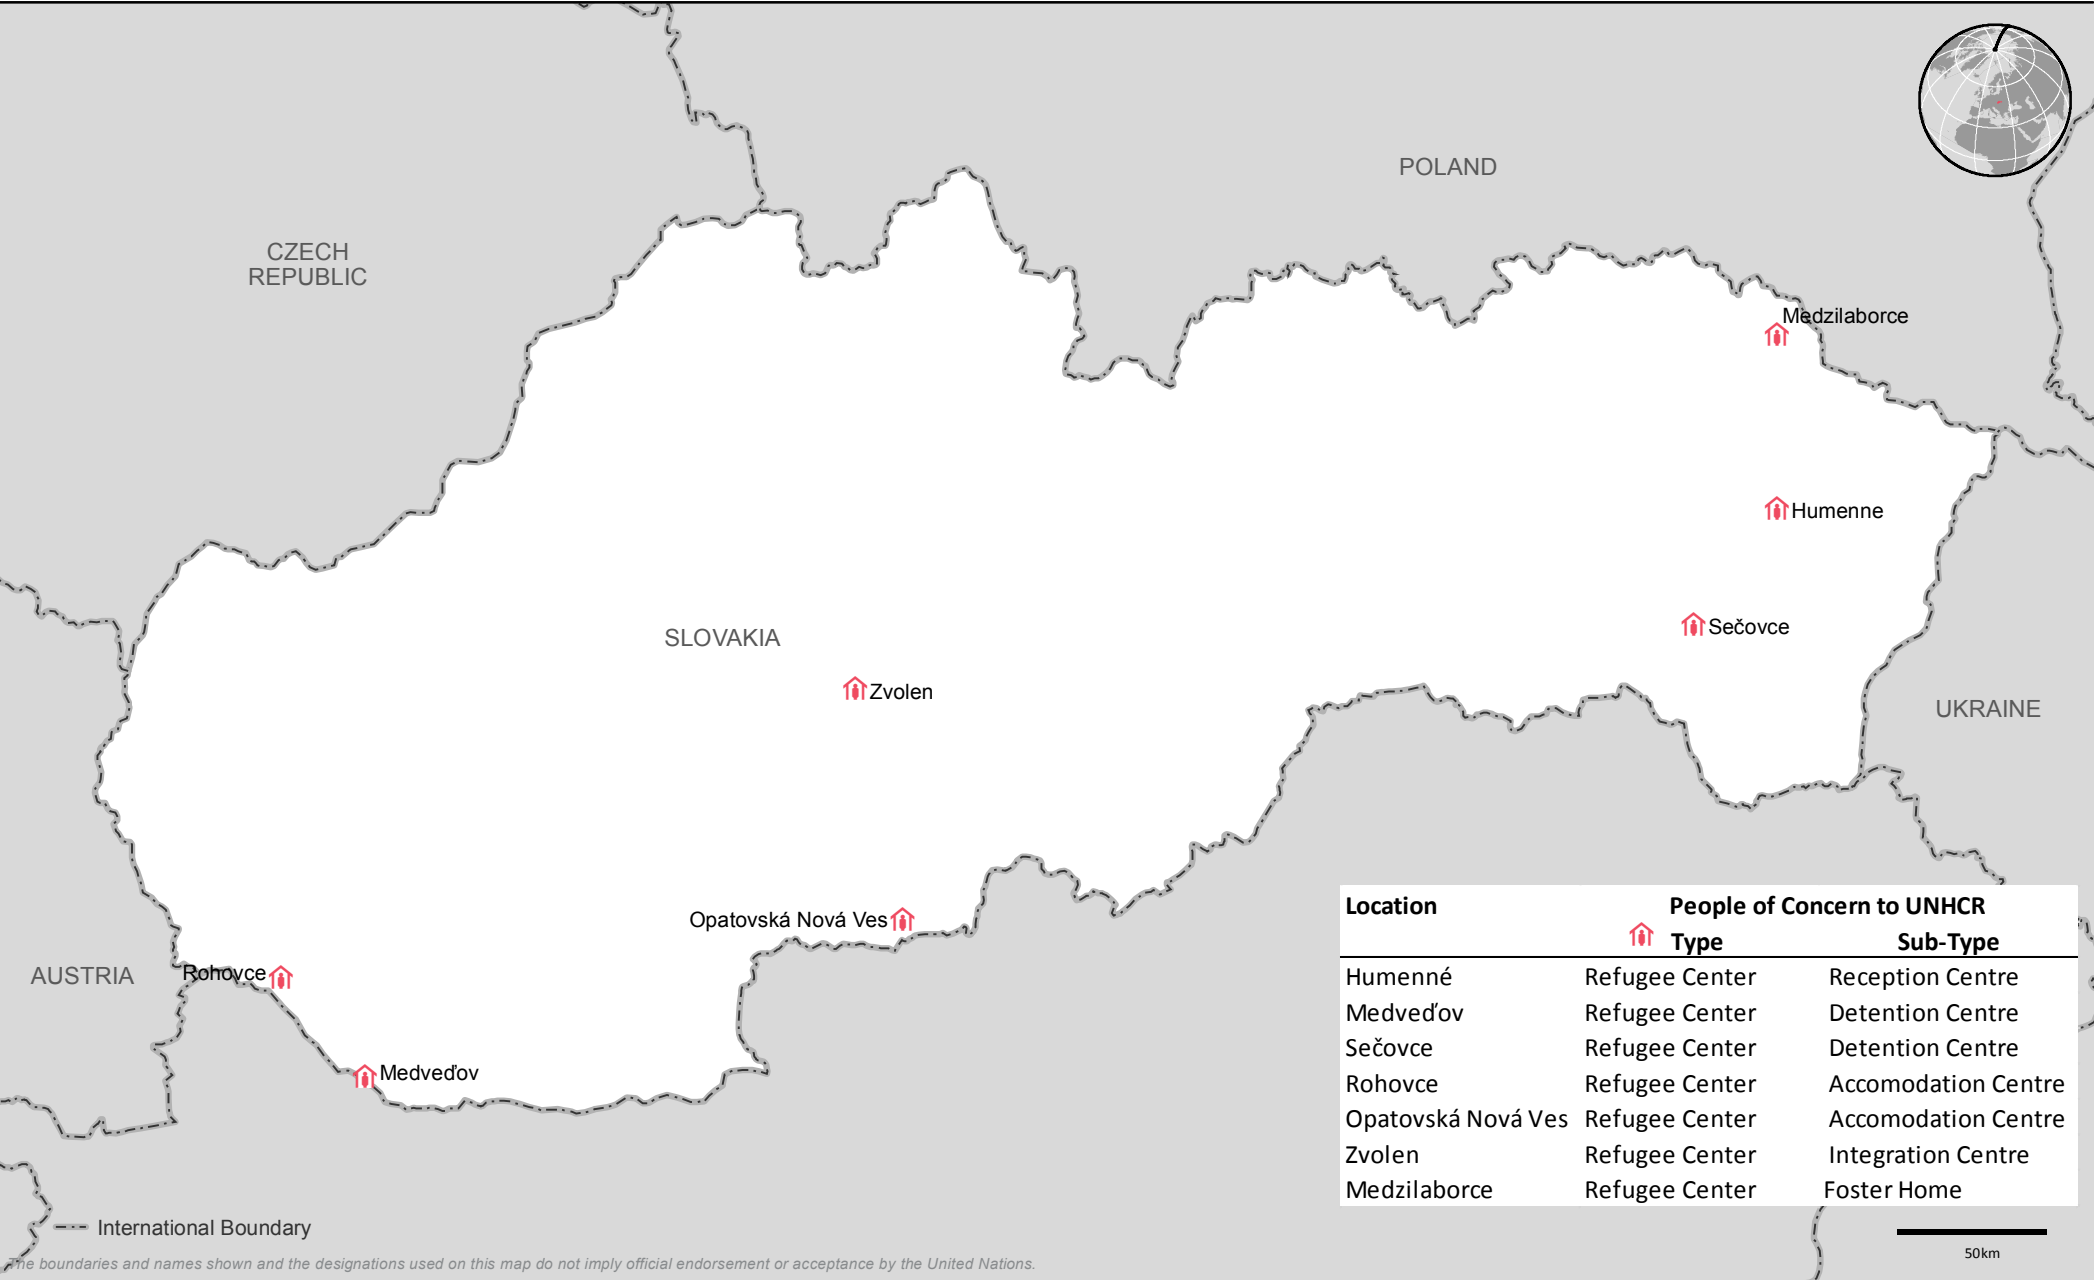 POLAND
CZECH
REPUBLIC
Medzilaborce
Humenne
Sečovce
SLOVAKIA
Zvolen
UKRAINE
Opatovská Nová Ves
AUSTRIA
Rohovce
Medveďov
Location People of Concern to UNHCR
Type Sub-Type
Humenné Refugee Center Reception Centre
Medveďov Refugee Center Detention Centre
Sečovce Refugee Center Detention Centre
Rohovce Refugee Center Accomodation Centre
Opatovská Nová Ves Refugee Center Accomodation Centre
Zvolen Refugee Center Integration Centre
Medzilaborce Refugee Center Foster Home
International Boundary
50km
The boundaries and names shown and the designations used on this map do not imply official endorsement or acceptance by the United Nations.